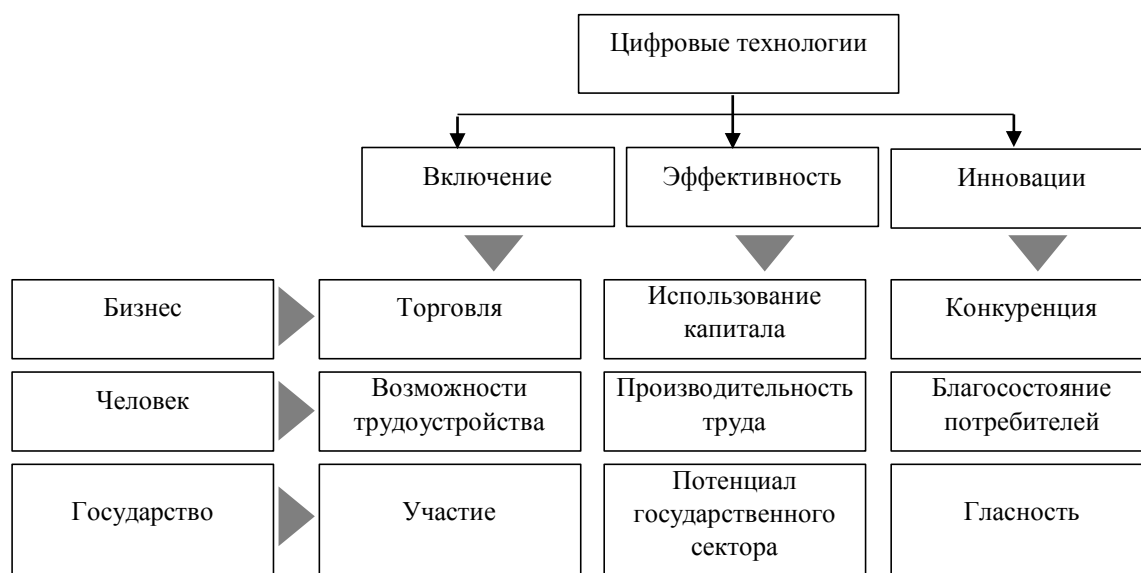 Цифровые технологии
Включение
Эффективность
Инновации
Бизнес
Торговля
Использование
капитала
Конкуренция
Человек
Возможности
трудоустройства
Производительность
труда
Благосостояние
потребителей
Государство
Участие
Потенциал
государственного
сектора
Гласность